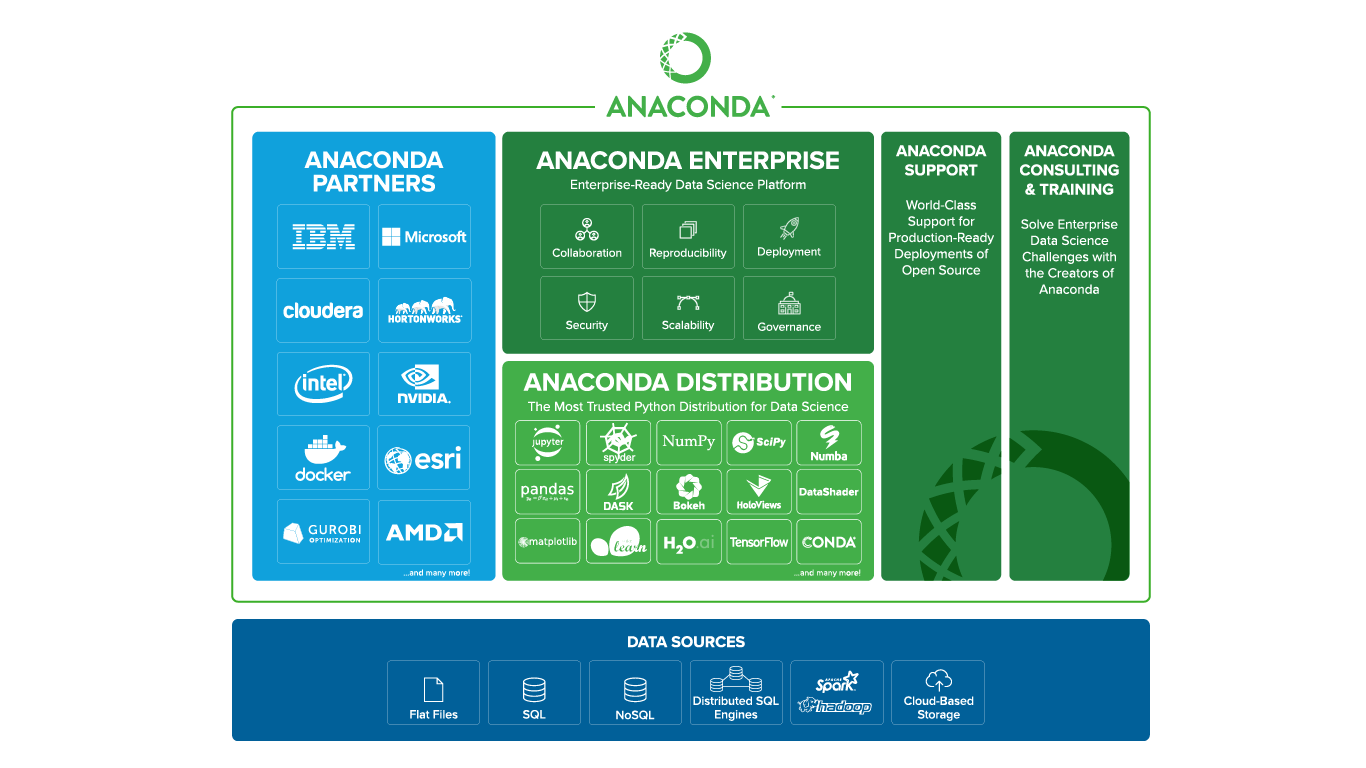 ANACONDA®
ANACONDA
PARTNERS
IBM
Microsoft
cloudera
HORTONWORKS
intel
NVIDIA.
docker
esri
GUROBI
OPTIMIZATION
AMD
...and many more!
ANACONDA ENTERPRISE
Enterprise-Ready Data Science Platform
Collaboration
Reproducibility
Deployment
Security
Scalability
Governance
ANACONDA DISTRIBUTION
The Most Trusted Python Distribution for Data Science
jupyter
spyder
NumPy
SciPy
Numba
pandas
DASK
Bokeh
HoloViews
DataShader
matplotlib
learn
H2O.ai
TensorFlow
CONDA
...and many more!
ANACONDA
SUPPORT
World-Class
Support for
Production-Ready
Deployments of
Open Source
ANACONDA
CONSULTING
& TRAINING
Solve Enterprise
Data Science
Challenges with
the Creators of
Anaconda
DATA SOURCES
Flat Files
SQL
NoSQL
Distributed SQL
Engines
APACHE
Spark
hadoop
Cloud-Based
Storage